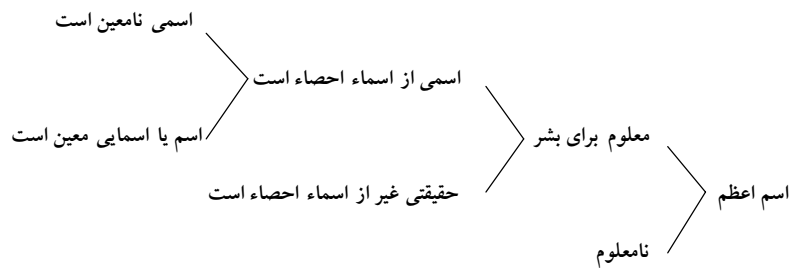 اسم اعظم
معلوم برای بشر
نامعلوم
اسمی از اسماء احصاء است
حقیقتی غیر از اسماء احصاء است
اسمی نامعین است
اسم یا اسمایی معین است